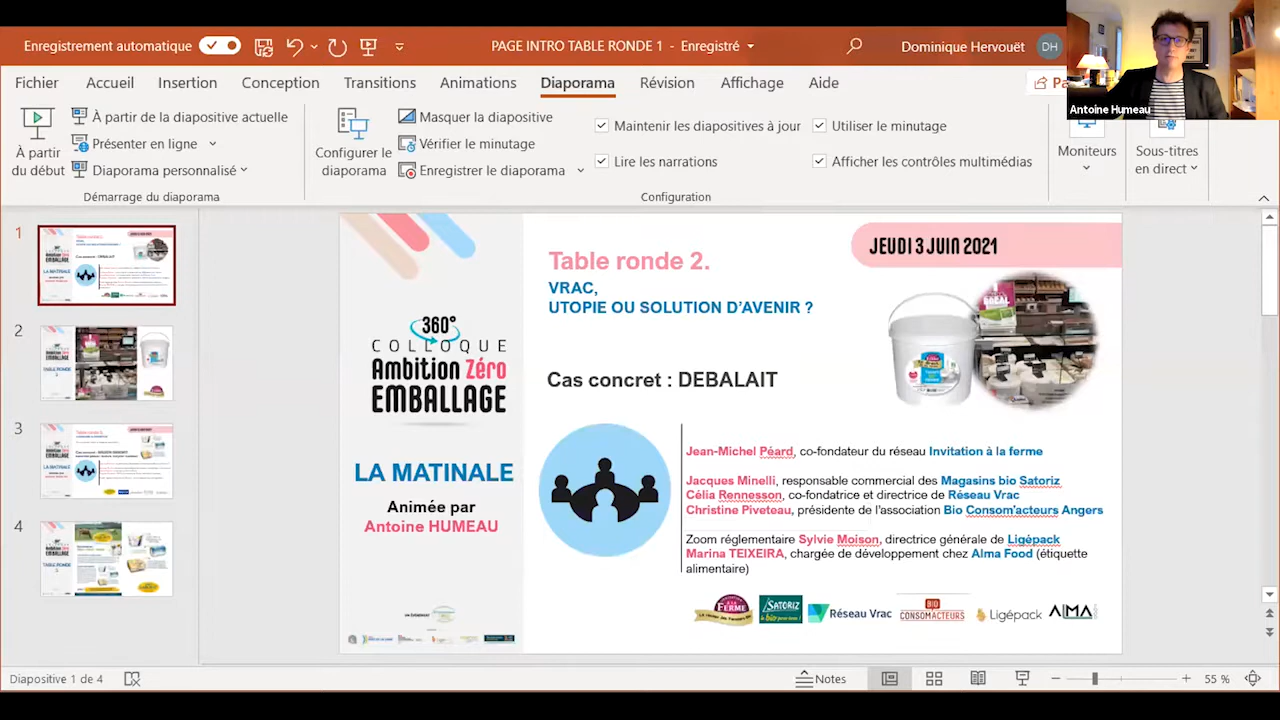 Enregistrement automatique
PAGE INTRO TABLE RONDE 1 - Enregistré
Dominique Hervouët
DH
Antoine Humeau
Fichier
Accueil
Insertion
Conception
Transitions
Animations
Diaporama
Révision
Affichage
Aide
À partir du début
À partir de la diapositive actuelle
Présenter en ligne
Diaporama personnalisé
Démarrage du diaporama
Configurer le diaporama
Masquer la diapositive
Vérifier le minutage
Enregistrer le diaporama
Maintenir les diapositives à jour
Utiliser le minutage
Lire les narrations
Afficher les contrôles multimédias
Configuration
Moniteurs
Sous-titres en direct
1
2
3
4
360°
COLLOQUE
Ambition Zéro
EMBALLAGE
LA MATINALE
Animée par
Antoine HUMEAU
Table ronde 2.
VRAC,
UTOPIE OU SOLUTION D'AVENIR ?
JEUDI 3 JUIN 2021
Cas concret : DEBALAIT
Jean-Michel Péard, co-fondateur du réseau Invitation à la ferme
Jacques Minelli, responsable commercial des Magasins bio Satoriz
Célia Rennesson, co-fondatrice et directrice de Réseau Vrac
Christine Piveteau, présidente de l'association Bio Consom'acteurs Angers
Zoom réglementaire Sylvie Moison, directrice générale de Ligépack
Marina TEIXEIRA, chargée de développement chez Alma Food (étiquette
alimentaire)
À LA FERME
SATORIZ
Réseau Vrac
BIO CONSOMACTEURS
Ligépack
ALMA
Diapositive 1 de 4
Notes
55 %